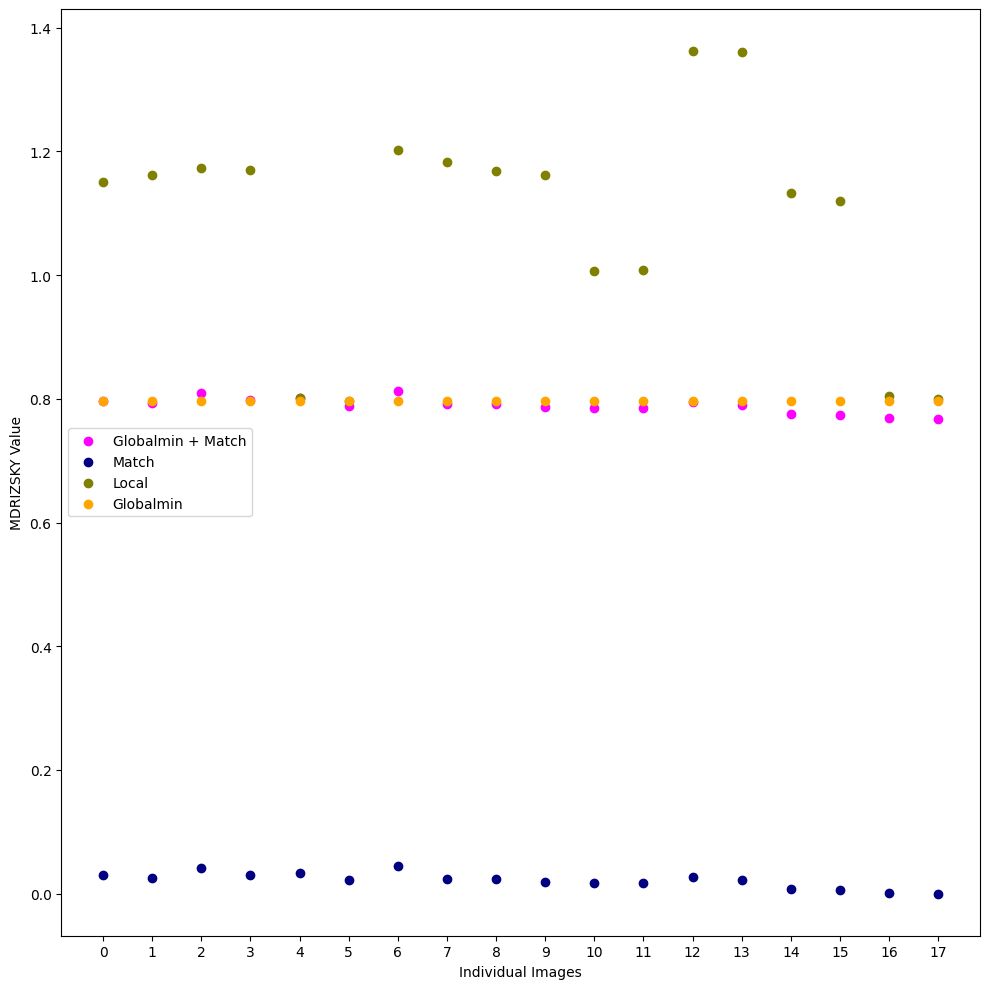 1.4
1.2
1.0
0.8
0.6
0.4
0.2
0.0
MDRIZSKY Value
Globalmin + Match
Match
Local
Globalmin
0 1 2 3 4 5 6 7 8 9 10 11 12 13 14 15 16 17
Individual Images